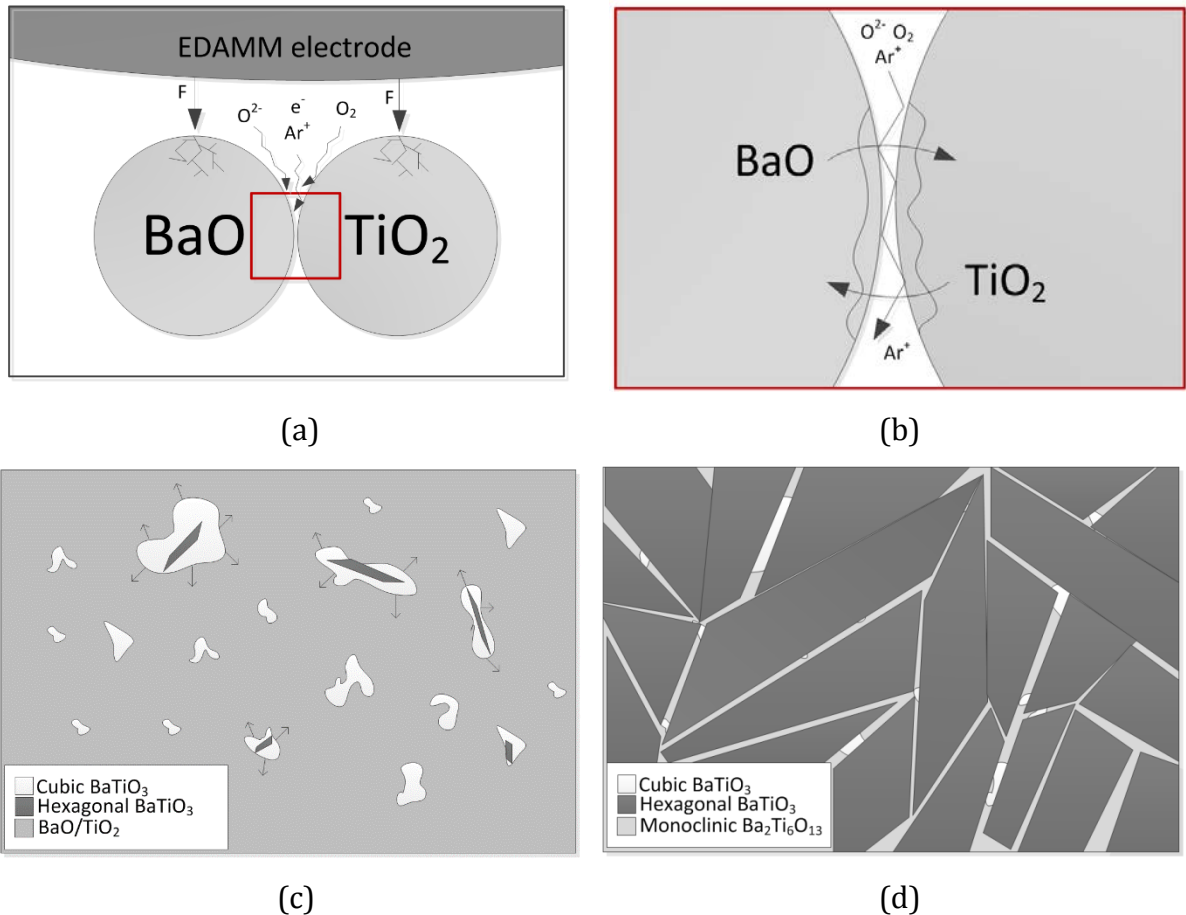 EDAMM electrode
F
O²⁻
e⁻
Ar⁺
O₂
F
BaO
TiO₂
(a)
O²⁻ O₂
Ar⁺
BaO
TiO₂
Ar⁺
(b)
Cubic BaTiO₃
Hexagonal BaTiO₃
BaO/TiO₂
(c)
Cubic BaTiO₃
Hexagonal BaTiO₃
Monoclinic Ba₂Ti₆O₁₃
(d)